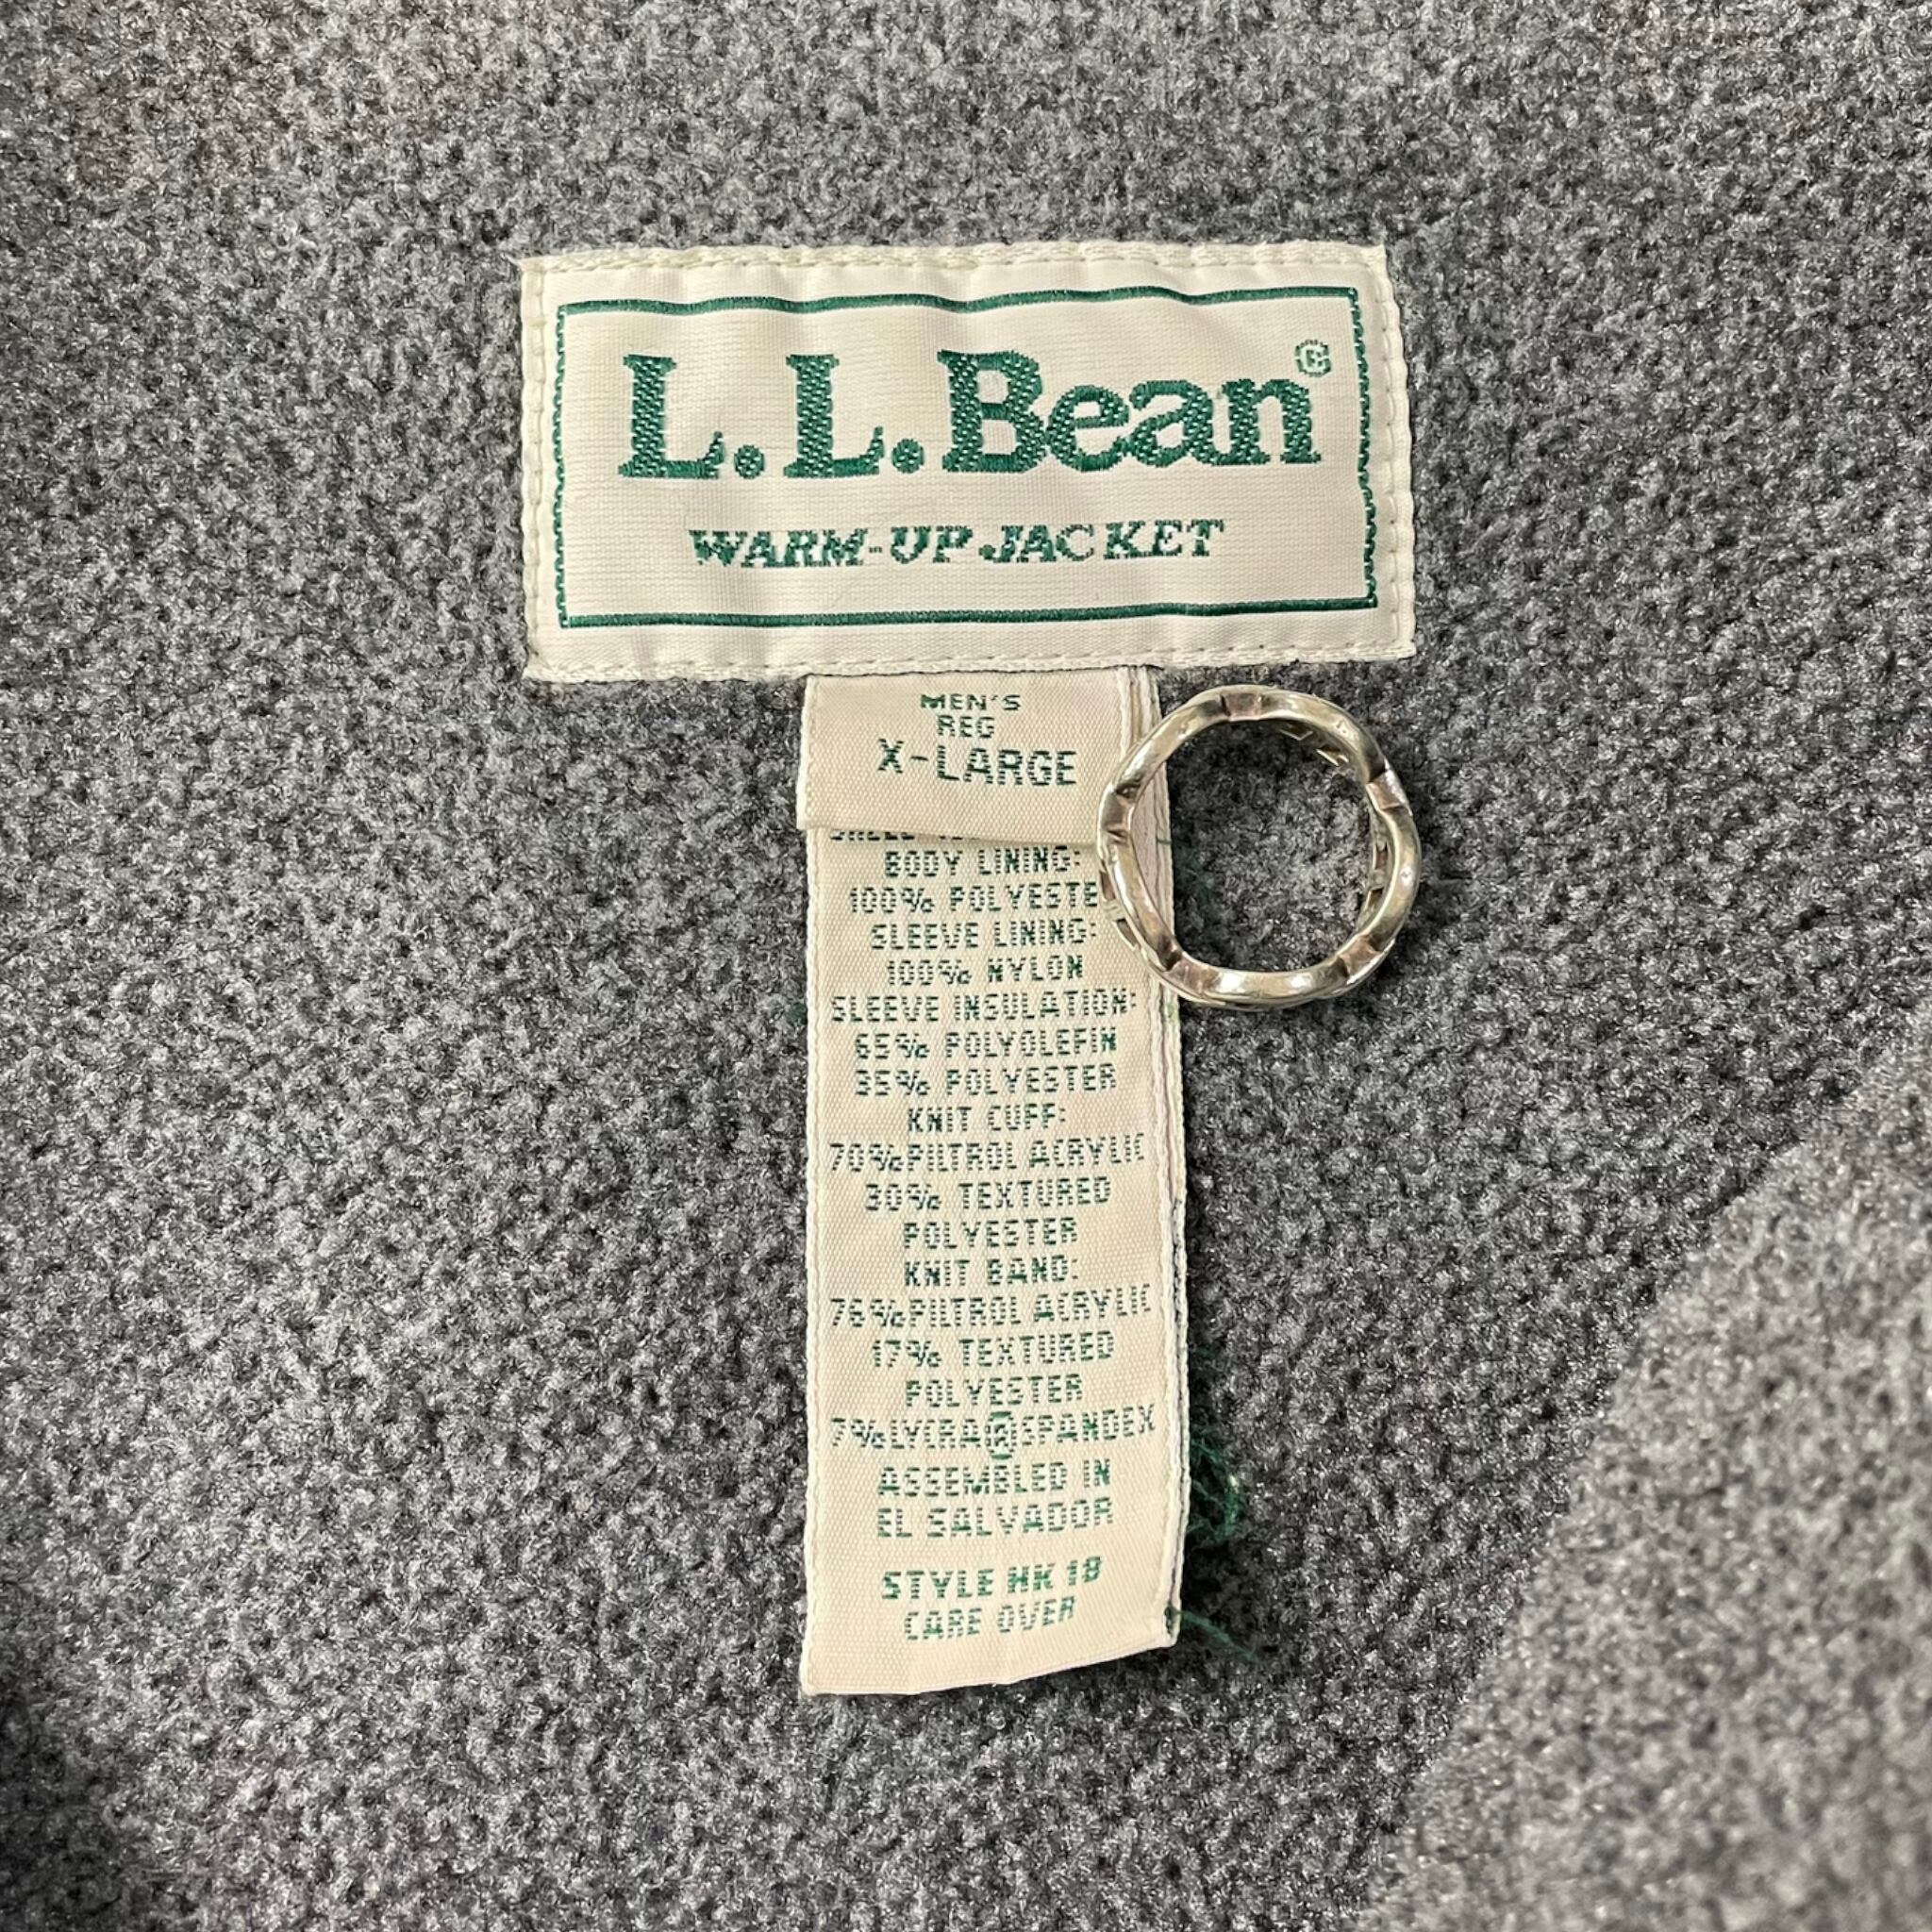 L.L.Bean®
WARM-UP JACKET
MEN'S
REG
X-LARGE
BODY LINING:
100% POLYESTE
SLEEVE LINING:
100% NYLON
SLEEVE INSULATION:
65% POLYOLEFIN
35% POLYESTER
KNIT CUFF:
70%PILTROL ACRYLIC
30% TEXTURED
POLYESTER
KNIT BAND:
76%PILTROL ACRYLIC
17% TEXTURED
POLYESTER
7%LYCRA®SPANDEX
ASSEMBLED IN
EL SALVADOR
STYLE HK 18
CARE OVER